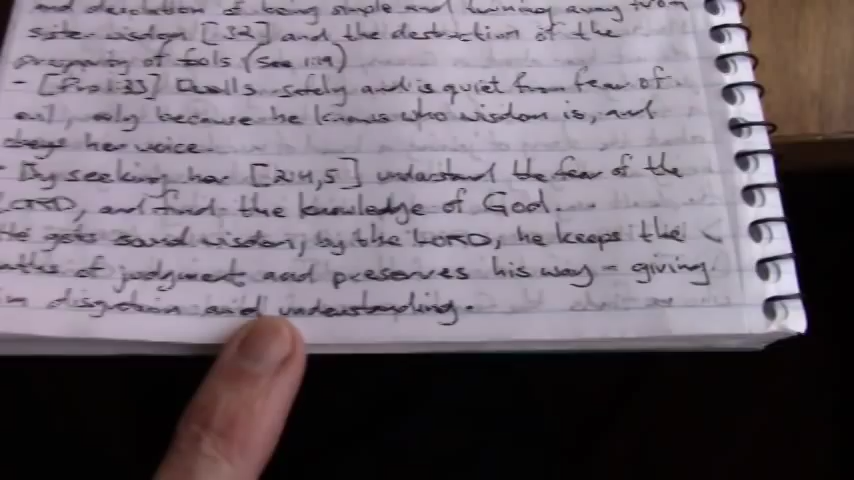 and desolation of being simple and turning away from
sister wisdom [32] and the destruction of the
prosperity of fools (See 1:19)
- [Pro 1:33] Dwells safely and is quiet from fear of
evil, only because he knows who wisdom is, and
obeys her voice.
- By seeking her [2:4,5] understand the fear of the
LORD, and find the knowledge of God.
He gets sound wisdom, by the LORD, he keeps the
paths of judgment and preserves his way - giving
him discretion and understanding.